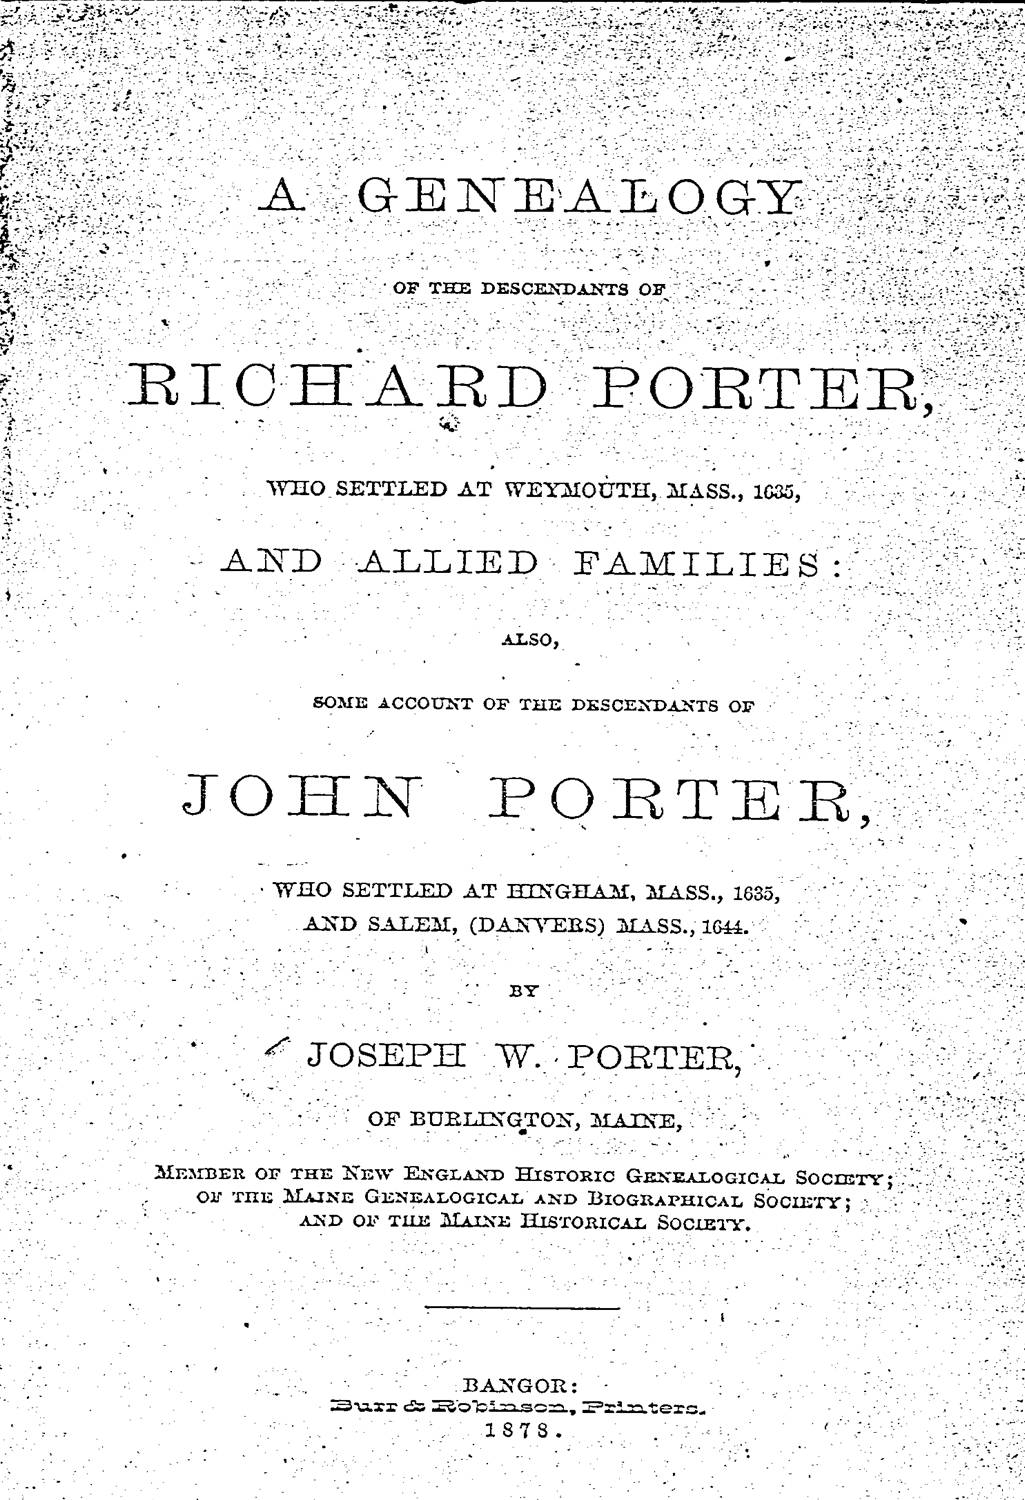 A GENEALOGY
OF THE DESCENDANTS OF
RICHARD PORTER,
WHO SETTLED AT WEYMOUTH, MASS., 1635,
AND ALLIED FAMILIES:
ALSO,
SOME ACCOUNT OF THE DESCENDANTS OF
JOHN PORTER,
WHO SETTLED AT HINGHAM, MASS., 1635,
AND SALEM, (DANVERS) MASS., 1644.
BY
JOSEPH W. PORTER,
OF BURLINGTON, MAINE,
MEMBER OF THE NEW ENGLAND HISTORIC GENEALOGICAL SOCIETY;
OF THE MAINE GENEALOGICAL AND BIOGRAPHICAL SOCIETY;
AND OF THE MAINE HISTORICAL SOCIETY.
BANGOR:
Burr & Robinson, Printers.
1878.